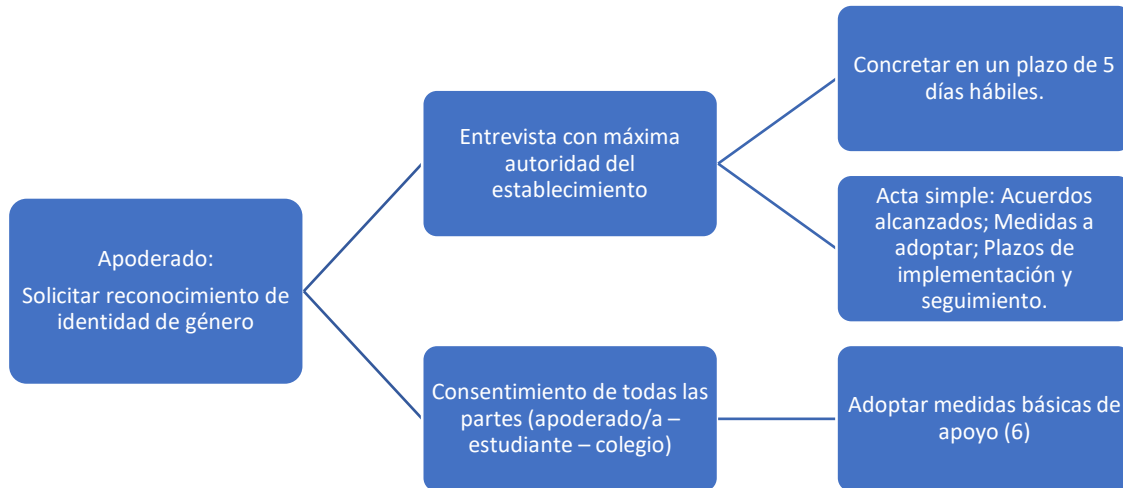 Apoderado:
Solicitar reconocimiento de
identidad de género
Entrevista con máxima
autoridad del
establecimiento
Concretar en un plazo de 5
días hábiles.
Acta simple: Acuerdos
alcanzados; Medidas a
adoptar; Plazos de
implementación y
seguimiento.
Consentimiento de todas las
partes (apoderado/a –
estudiante – colegio)
Adoptar medidas básicas de
apoyo (6)